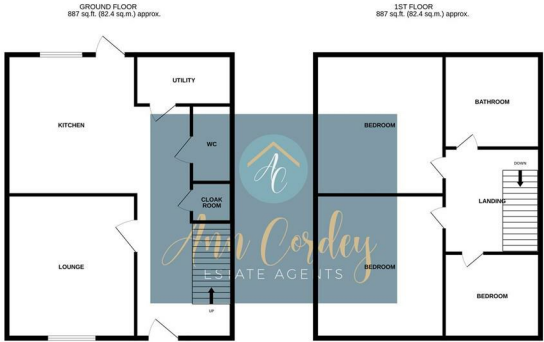 GROUND FLOOR
887 sq.ft. (82.4 sq.m.) approx.
1ST FLOOR
887 sq.ft. (82.4 sq.m.) approx.
UTILITY
KITCHEN
WC
CLOAK
ROOM
LOUNGE
UP
BEDROOM
BATHROOM
DOWN
LANDING
BEDROOM
BEDROOM
AC
Ann Cordey
ESTATE AGENTS